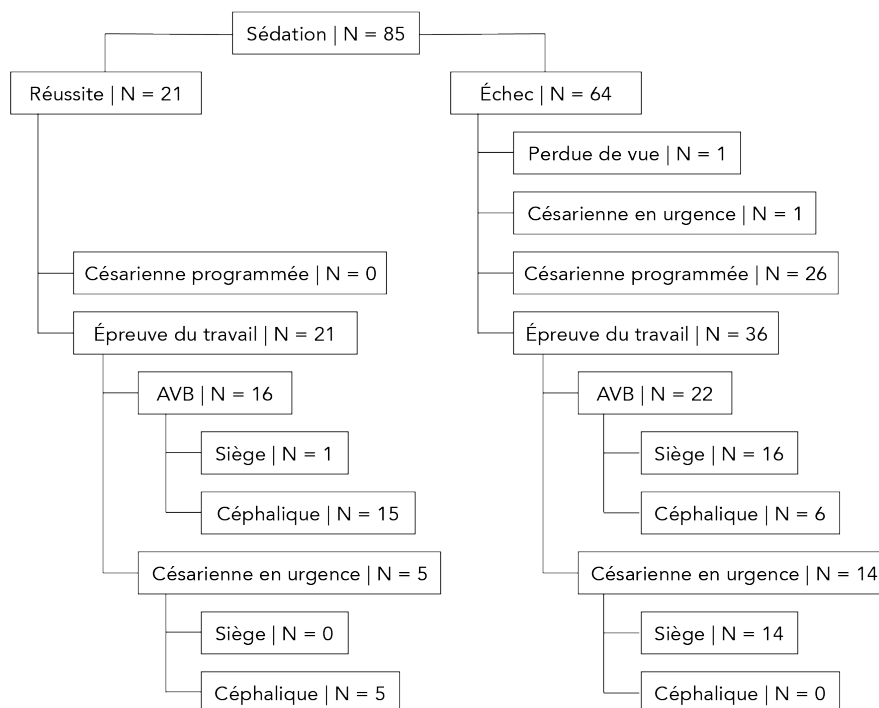 Sédation | N = 85
Réussite | N = 21
Échec | N = 64
Perdue de vue | N = 1
Césarienne en urgence | N = 1
Césarienne programmée | N = 0
Césarienne programmée | N = 26
Épreuve du travail | N = 21
Épreuve du travail | N = 36
AVB | N = 16
AVB | N = 22
Siège | N = 1
Siège | N = 16
Céphalique | N = 15
Céphalique | N = 6
Césarienne en urgence | N = 5
Césarienne en urgence | N = 14
Siège | N = 0
Siège | N = 14
Céphalique | N = 5
Céphalique | N = 0